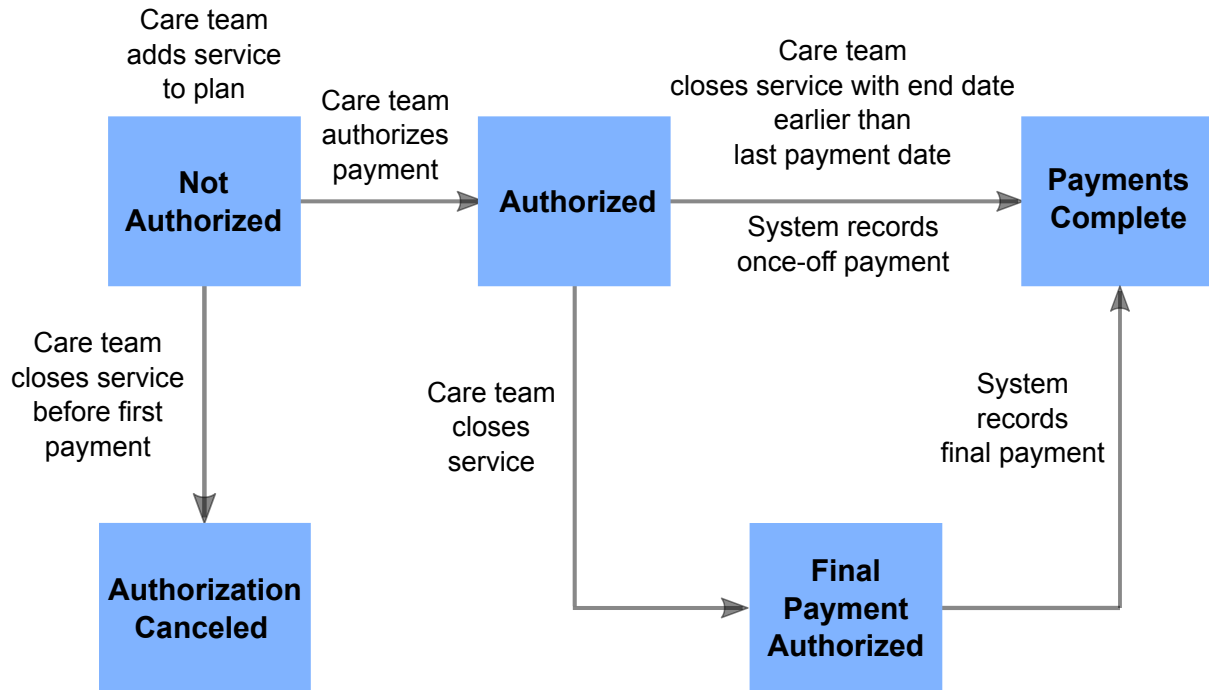 Care team
adds service
to plan
Care team
authorizes
payment
Care team
closes service with end date
earlier than
last payment date
Not
Authorized
Authorized
Payments
Complete
System records
once-off payment
Care team
closes service
before first
payment
Care team
closes
service
System
records
final payment
Authorization
Canceled
Final
Payment
Authorized